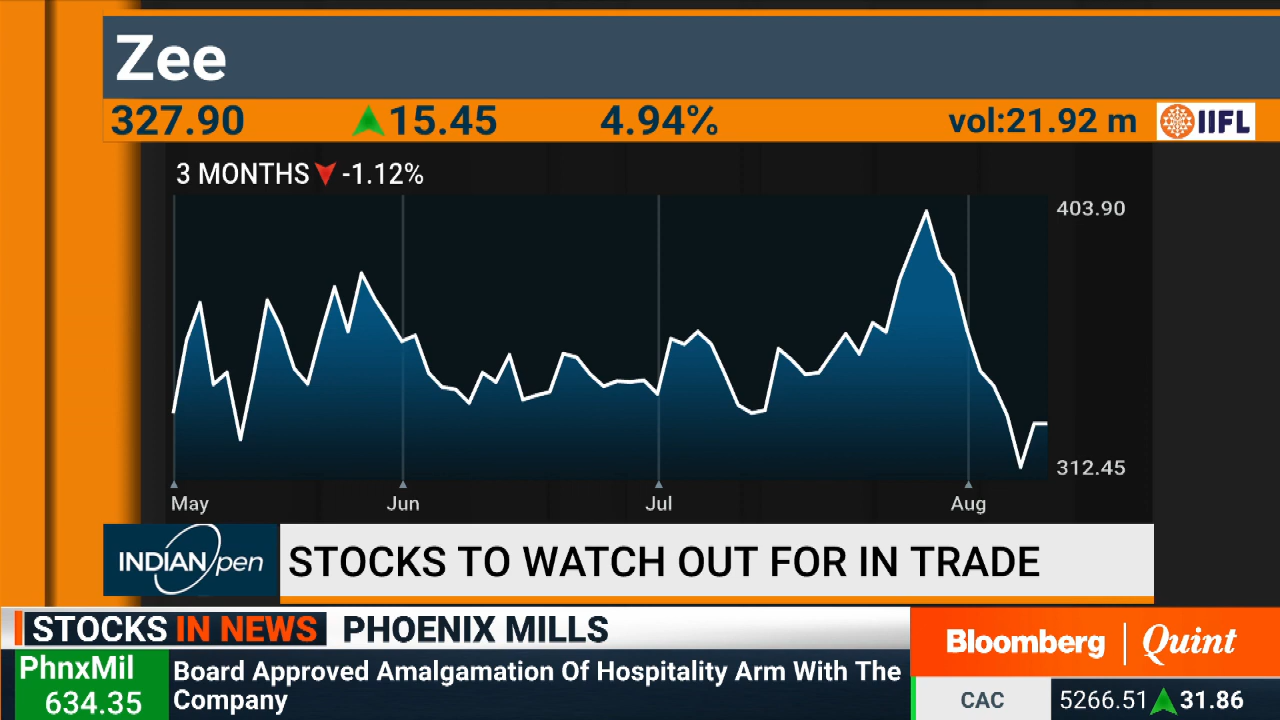 Zee
327.90 15.45 4.94% vol:21.92 m IIFL
3 MONTHS -1.12%
403.90
312.45
May Jun Jul Aug
INDIAN Open STOCKS TO WATCH OUT FOR IN TRADE
STOCKS IN NEWS PHOENIX MILLS
Bloomberg | Quint
PhnxMil
634.35
Board Approved Amalgamation Of Hospitality Arm With The
Company
CAC 5266.51 31.86